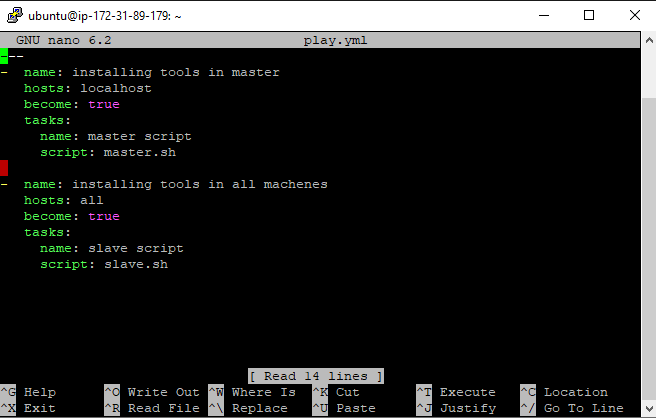 ubuntu@ip-172-31-89-179: ~
GNU nano 6.2 play.yml
---
- name: installing tools in master
hosts: localhost
become: true
tasks:
name: master script
script: master.sh
- name: installing tools in all machenes
hosts: all
become: true
tasks:
name: slave script
script: slave.sh
[ Read 14 lines ]
^G Help ^O Write Out ^W Where Is ^K Cut ^T Execute ^C Location
^X Exit ^R Read File ^\ Replace ^U Paste ^J Justify ^/ Go To Line